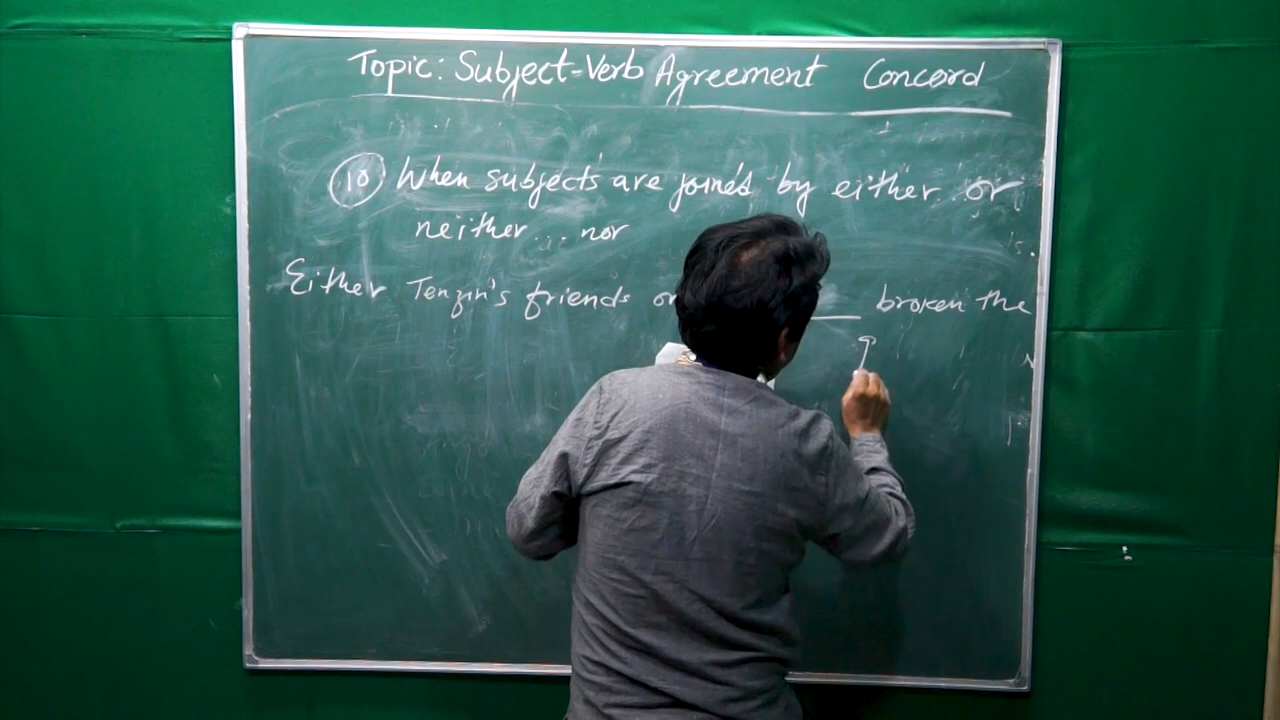 Topic: Subject-Verb Agreement Concord
10 When subjects are joined by either...or
neither... nor
Either Tenzin's friends or ___ broken the